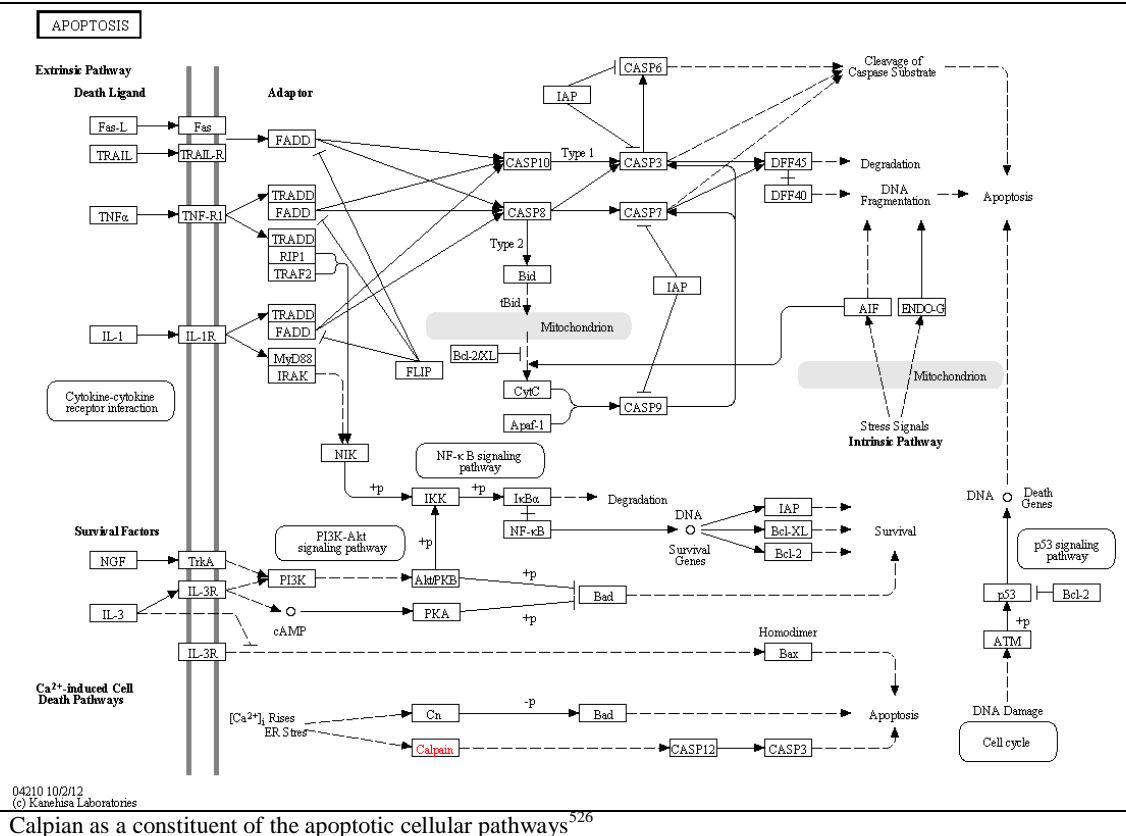 APOPTOSIS
Extrinsic Pathway
Death Ligand
Adaptor
Fas-L
Fas
FADD
TRAIL
TRAIL-R
TNFα
TNF-R1
TRADD
FADD
TRADD
RIP1
TRAF2
IL-1
IL-1R
TRADD
FADD
MyD88
IRAK
FLIP
Cytokine-cytokine
receptor interaction
CASP6
IAP
CASP10
Type 1
CASP3
CASP8
CASP7
Type 2
Bid
tBid
Mitochondrion
Bcl-2/XL
CytC
Apaf-1
CASP9
IAP
Cleavage of
Caspase Substrate
DFF45
Degradation
DFF40
DNA
Fragmentation
Apoptosis
AIF
ENDO-G
Mitochondrion
Stress Signals
Intrinsic Pathway
NIK
NF-κ B signaling
pathway
+p
IKK
+p
IκBα
Degradation
NF-κB
DNA
Survival
Genes
IAP
Bcl-XL
Bcl-2
Survival
DNA
Death
Genes
p53 signaling
pathway
p53
Bcl-2
+p
ATM
DNA Damage
Cell cycle
Survival Factors
PI3K-Akt
signaling pathway
+p
NGF
TrkA
PI3K
Akt/PKB
+p
Bad
IL-3R
IL-3
cAMP
PKA
+p
IL-3R
Homodimer
Bax
Ca2+-induced Cell
Death Pathways
[Ca2+]i Rises
ER Stres
Cn
-p
Bad
Apoptosis
Calpain
CASP12
CASP3
04210 10/2/12
(c) Kanehisa Laboratories
Calpian as a constituent of the apoptotic cellular pathways526